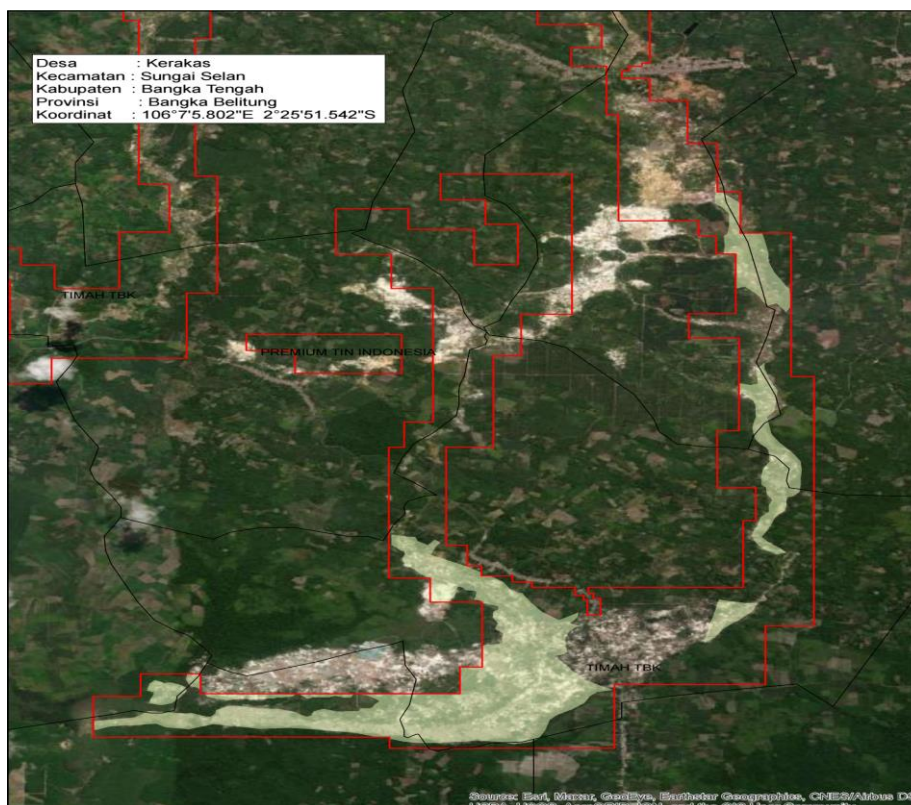 Desa : Kerakas
Kecamatan : Sungai Selan
Kabupaten : Bangka Tengah
Provinsi : Bangka Belitung
Koordinat : 106°7'5.802"E 2°25'51.542"S
TIMAH TBK
PREMIUM TIN INDONESIA
TIMAH TBK
Source: Esri, Maxar, GeoEye, Earthstar Geographics, CNES/Airbus D